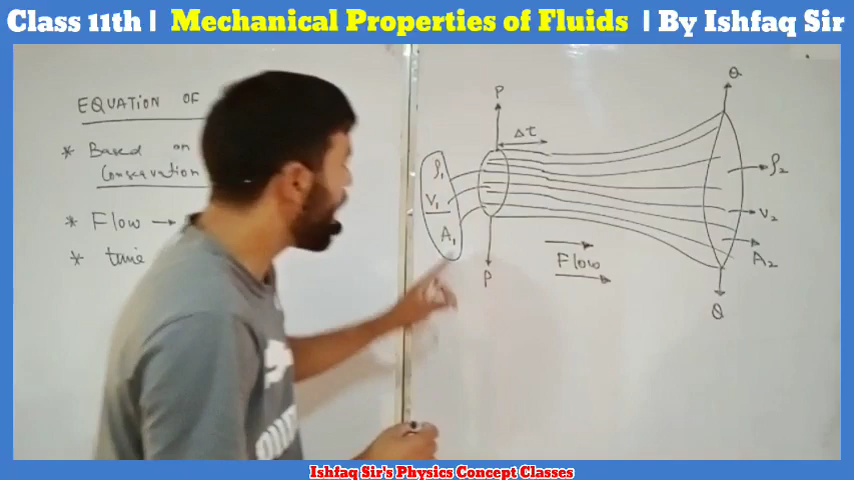 Class 11th | Mechanical Properties of Fluids | By Ishfaq Sir
EQUATION OF
* Based on
Conservation
* Flow →
* time
P
Δt
ρ₁
V₁
A₁
P
Flow
Q
ρ₂
V₂
A₂
Q
Ishfaq Sir's Physics Concept Classes